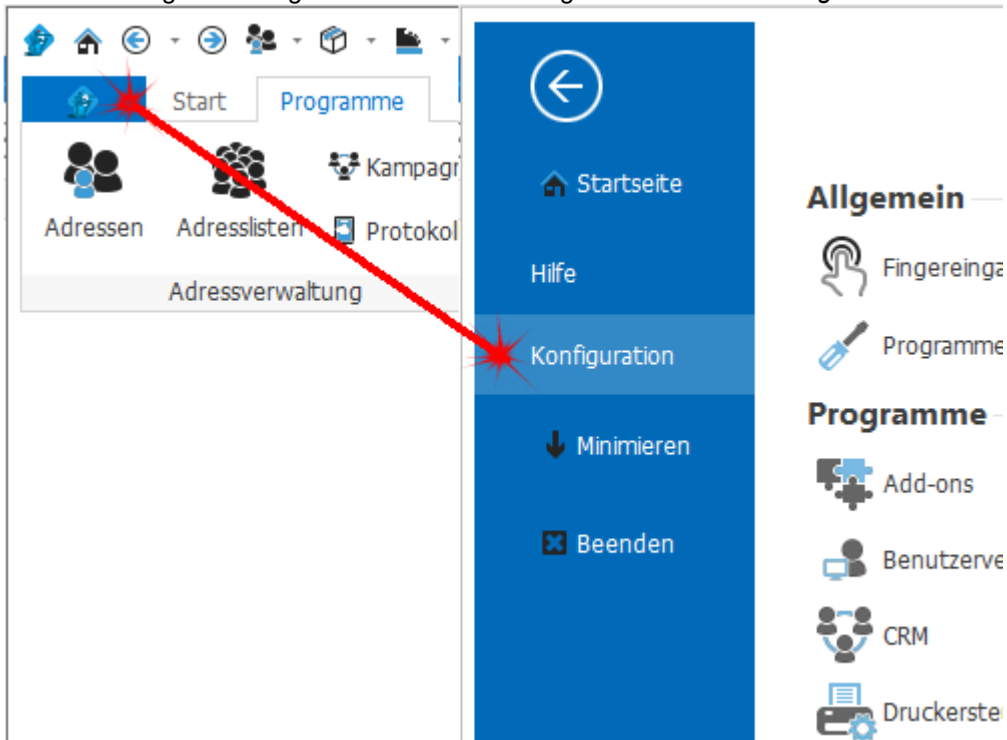 Start Programme
Adressen Adresslisten Kampagn
Protokol
Adressverwaltung
Startseite
Hilfe
Konfiguration
Minimieren
Beenden
Allgemein
Fingereinga
Programme
Programme
Add-ons
Benutzerve
CRM
Druckerste